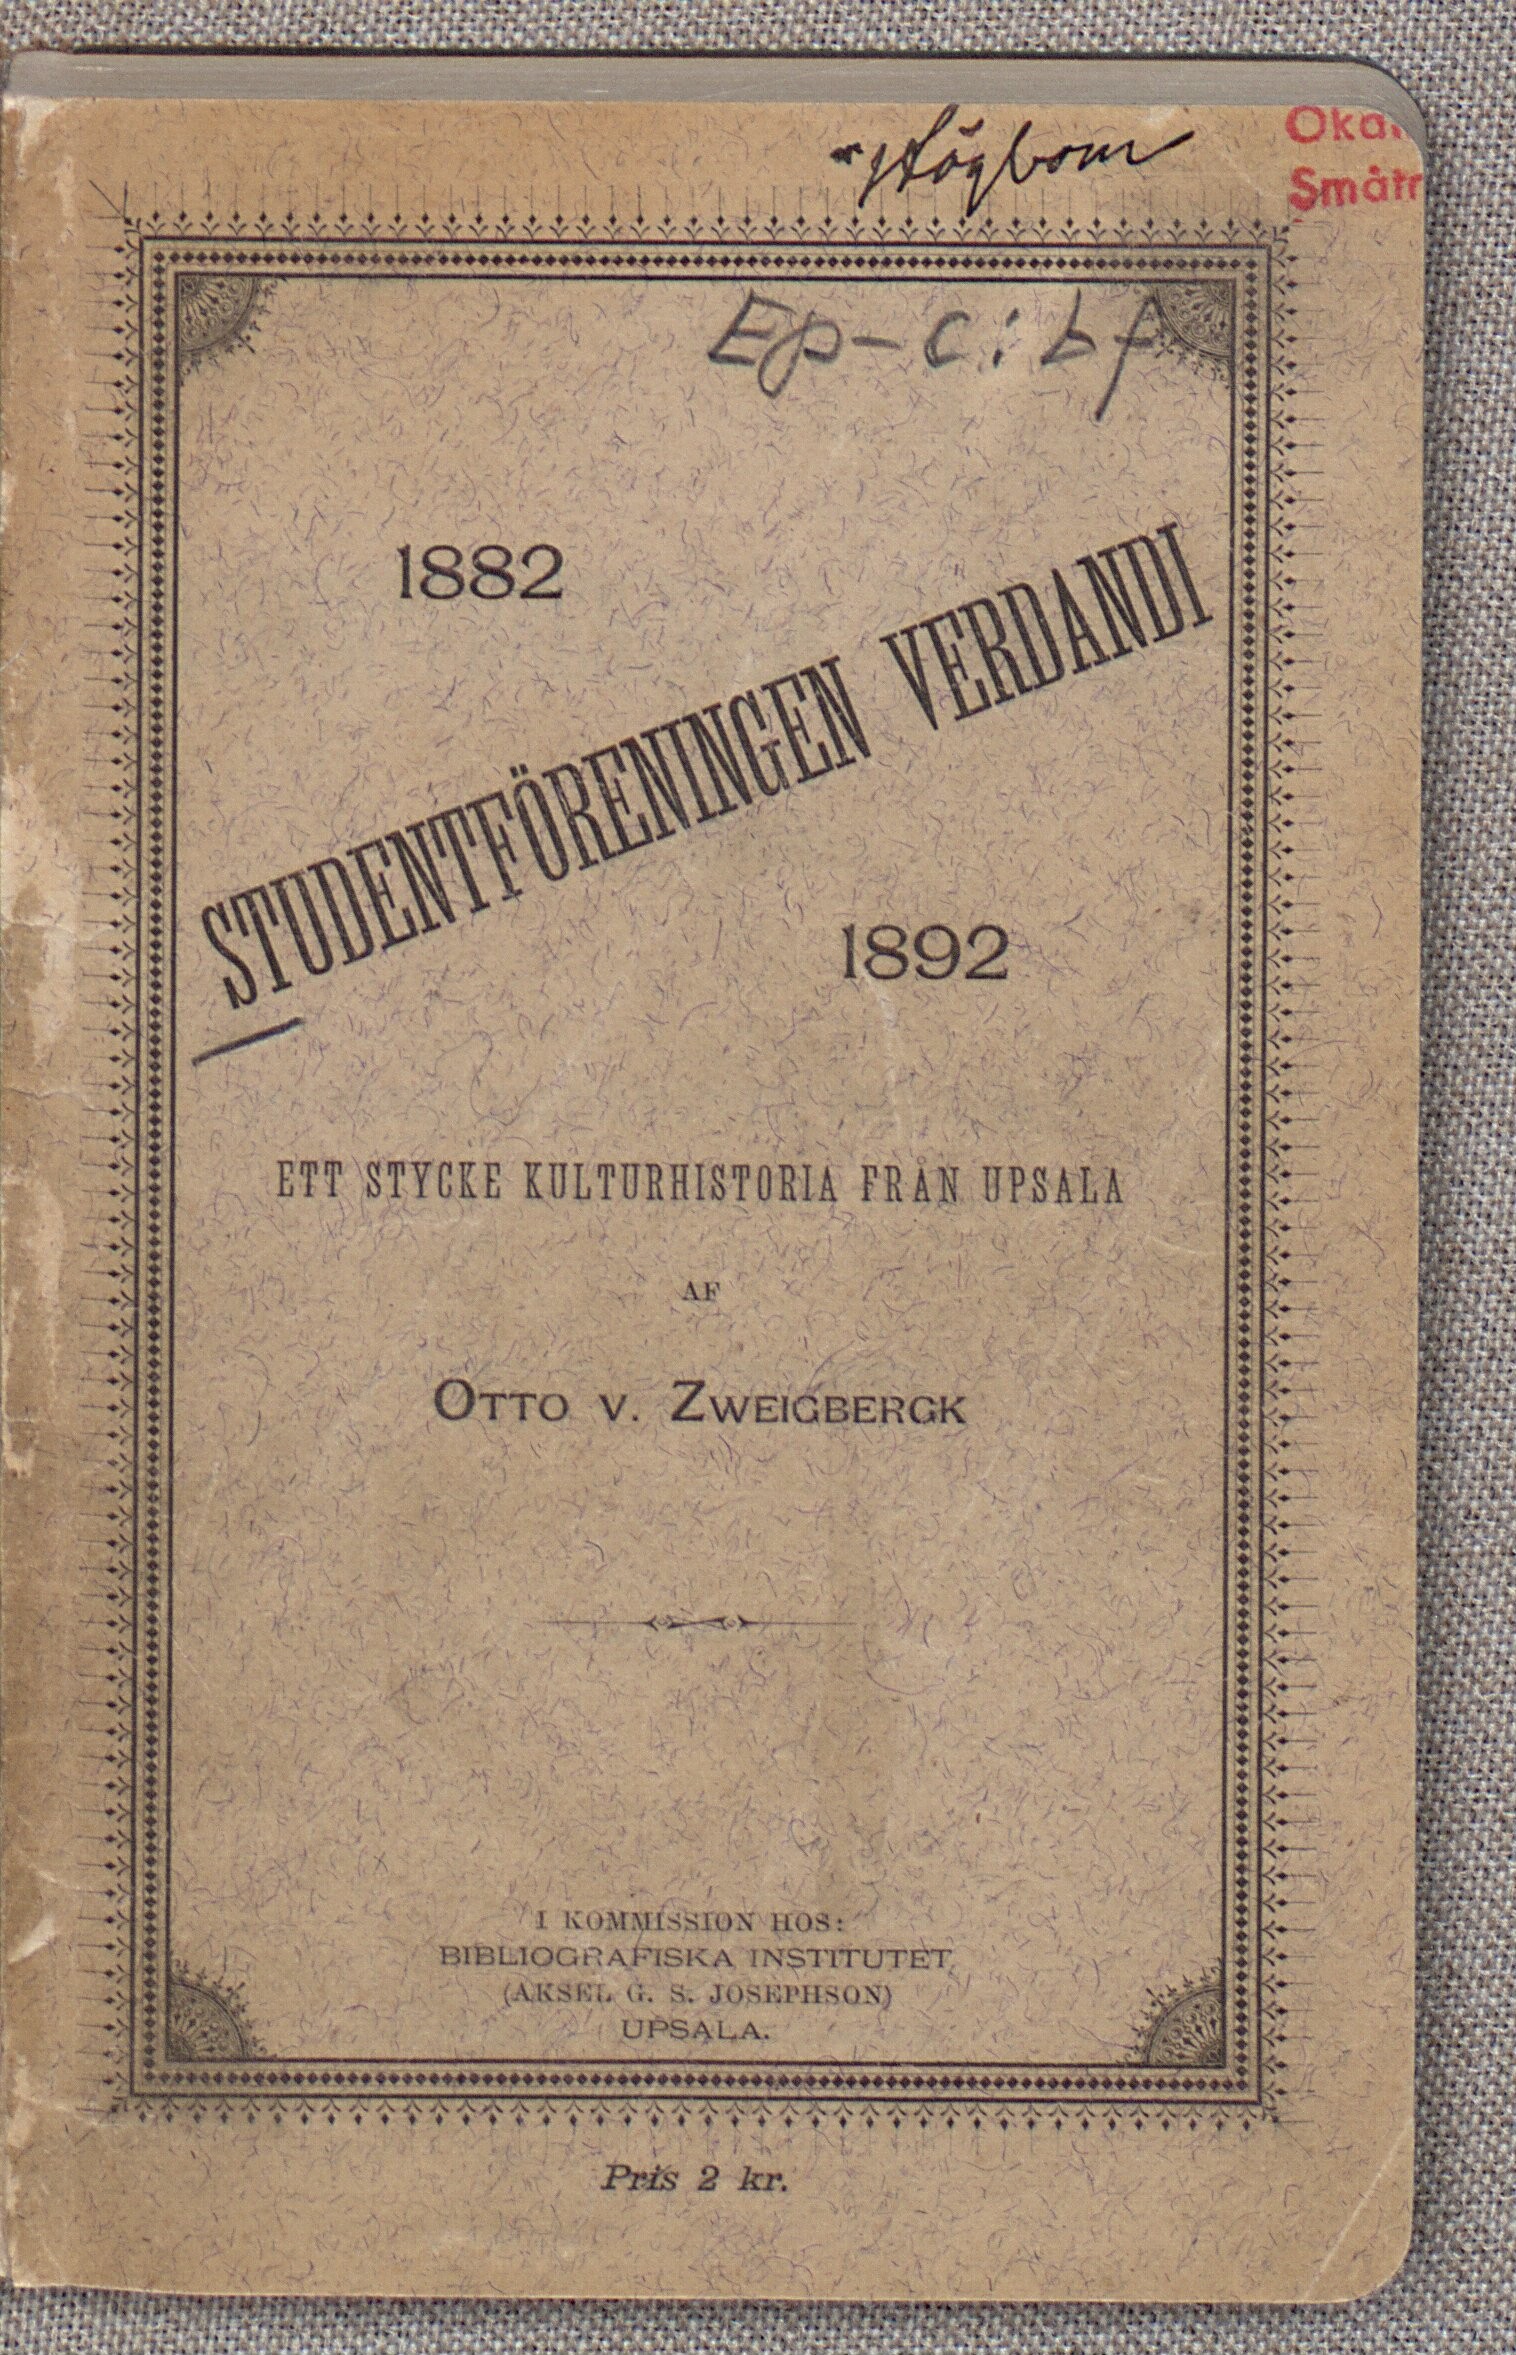 Högbom
Småtr
Ep-c:bf
1882
STUDENTFÖRENINGEN VERDANDI
1892
ETT STYCKE KULTURHISTORIA FRÅN UPSALA
AF
OTTO V. ZWEIGBERGK
I KOMMISSION HOS:
BIBLIOGRAFISKA INSTITUTET
(AKSEL G. S. JOSEPHSON)
UPSALA.
Pris 2 kr.